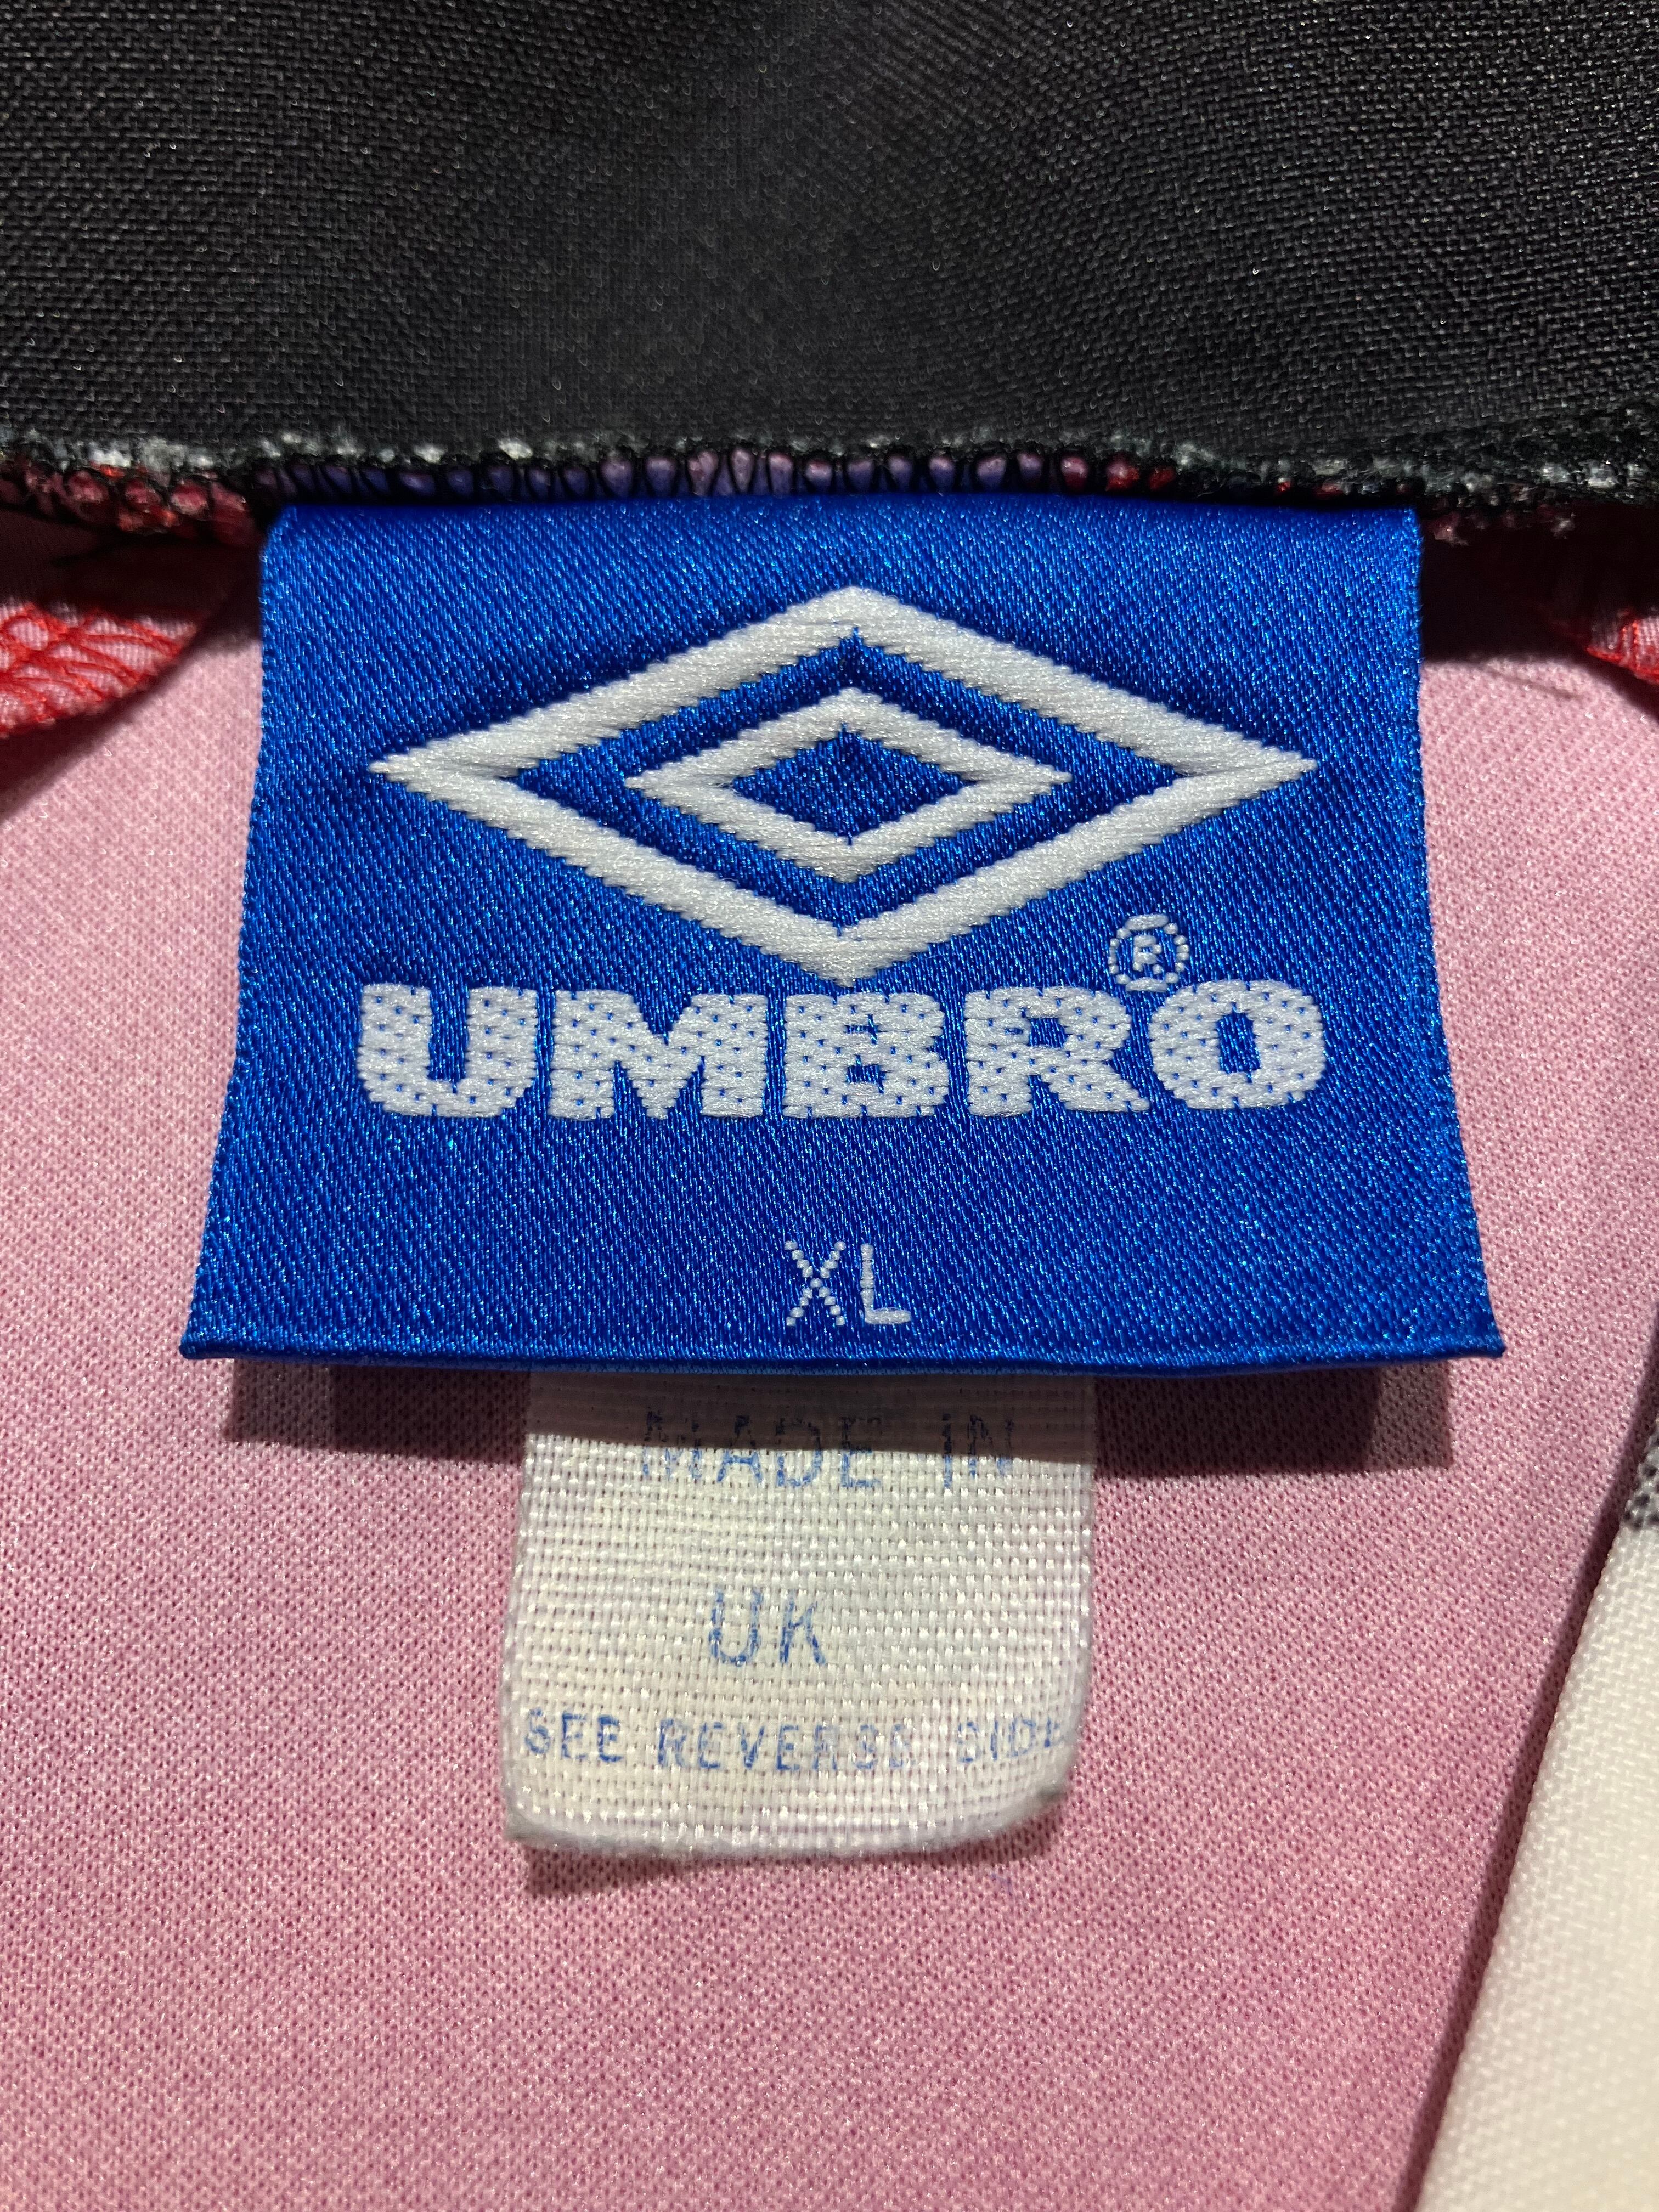 UMBRO®
XL
MADE IN
UK
SEE REVERSE SIDE